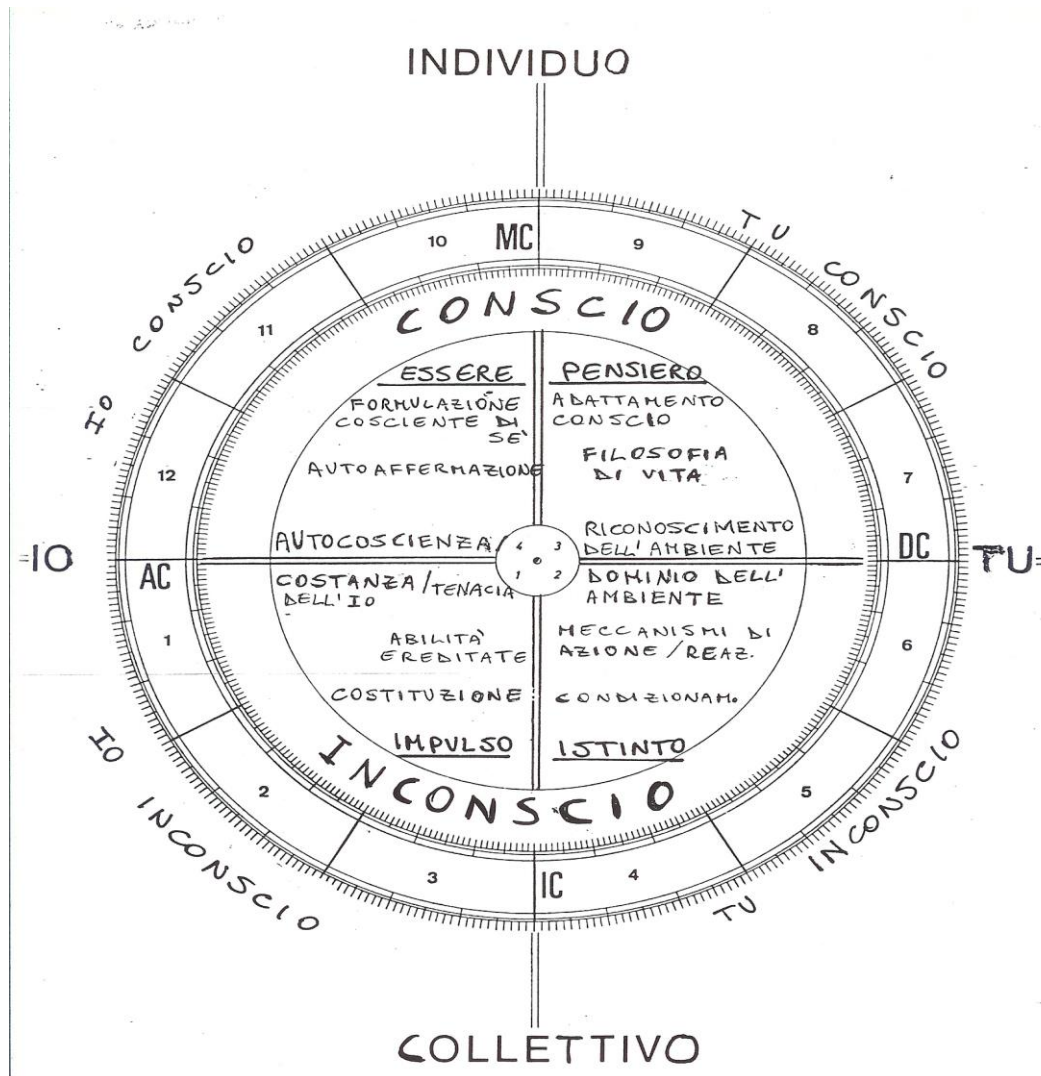 INDIVIDUO
TU CONSCIO
IO CONSCIO
10
MC
9
11
8
12
7
CONSCIO
ESSERE
FORMULAZIONE
COSCIENTE DI
SE'
AUTOAFFERMAZIONE
AUTOCOSCIENZA
PENSIERO
ADATTAMENTO
CONSCIO
FILOSOFIA
DI VITA
RICONOSCIMENTO
DELL'AMBIENTE
4 3
1 2
IO
AC
DC
TU
COSTANZA/TENACIA
DELL'IO
ABILITÀ
EREDITATE
COSTITUZIONE
IMPULSO
DOMINIO DELL'
AMBIENTE
MECCANISMI DI
AZIONE/REAZ.
CONDIZIONAM.
ISTINTO
INCONSCIO
1
6
2
5
3
IC
4
IO INCONSCIO
TU INCONSCIO
COLLETTIVO